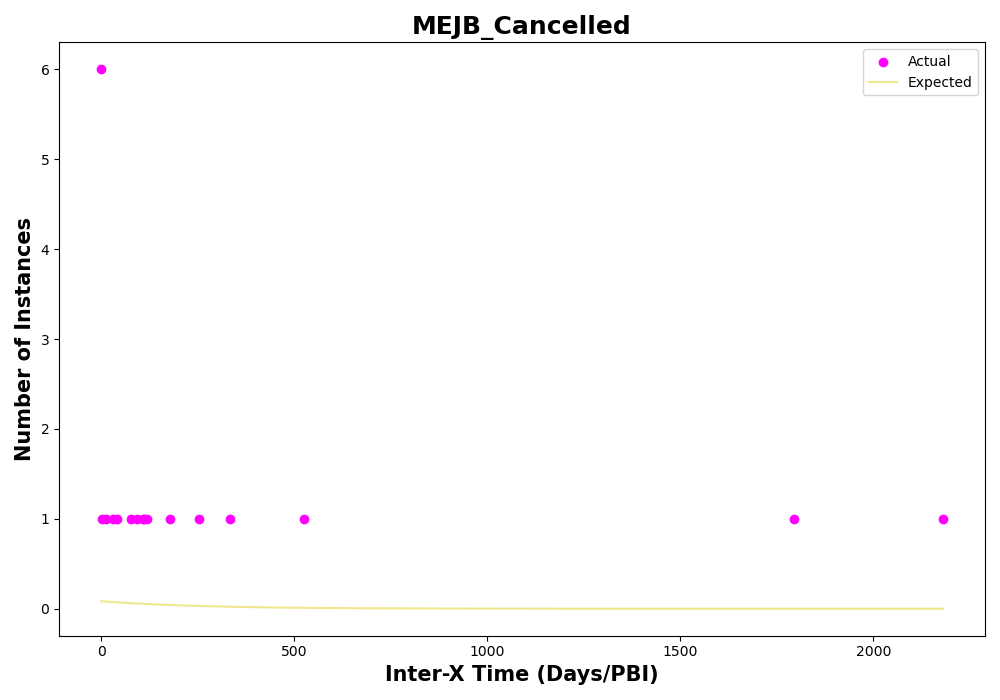 MEJB_Cancelled
Actual
Expected
6
5
4
3
2
1
0
Number of Instances
0 500 1000 1500 2000
Inter-X Time (Days/PBI)